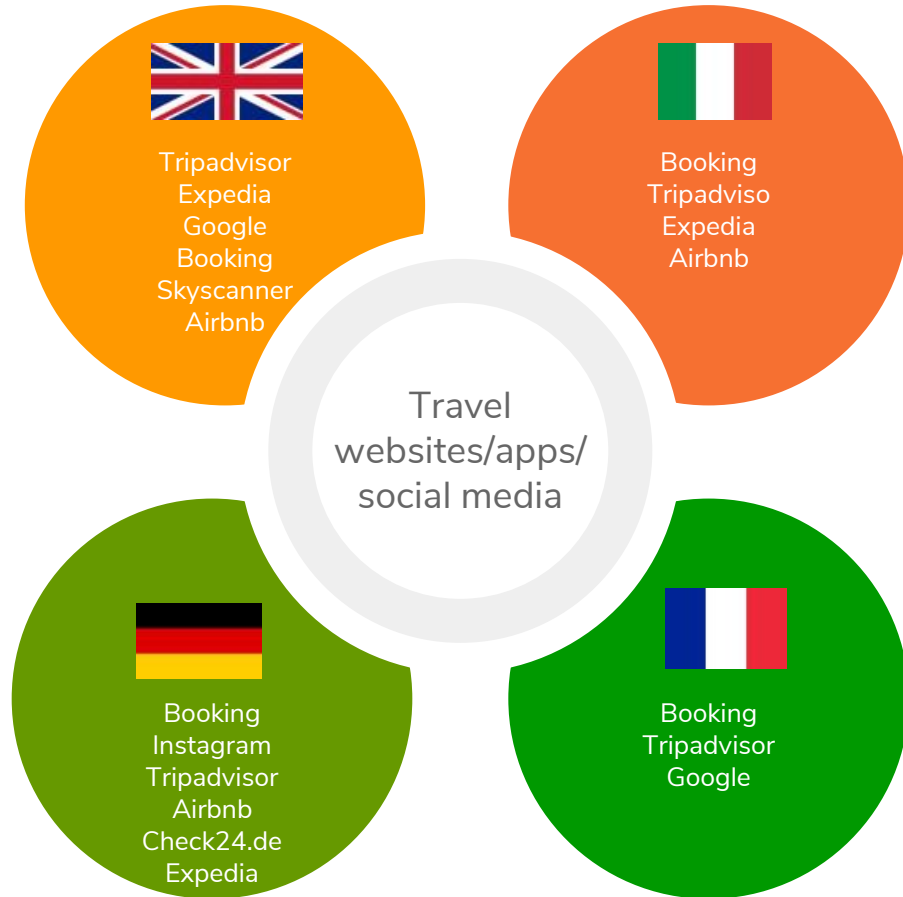 Tripadvisor
Expedia
Google
Booking
Skyscanner
Airbnb
Booking
Tripadviso
Expedia
Airbnb
Travel
websites/apps/
social media
Booking
Instagram
Tripadvisor
Airbnb
Check24.de
Expedia
Booking
Tripadvisor
Google